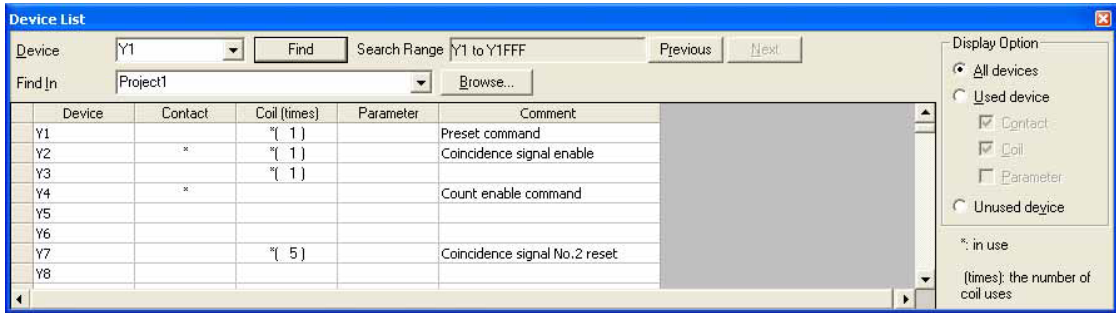 Device List
Device Y1 Find Search Range Y1 to Y1FFF Previous Next
Find In Project1 Browse...
Device Contact Coil (times) Parameter Comment
Y1 *( 1 ) Preset command
Y2 * *( 1 ) Coincidence signal enable
Y3 *( 1 )
Y4 * Count enable command
Y5
Y6
Y7 *( 5 ) Coincidence signal No.2 reset
Y8
Display Option
All devices
Used device
Contact
Coil
Parameter
Unused device
*: in use
(times): the number of
coil uses